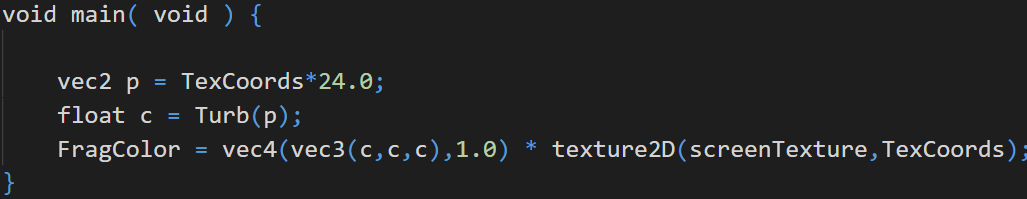 void main( void ) {
    vec2 p = TexCoords*24.0;
    float c = Turb(p);
    FragColor = vec4(vec3(c,c,c),1.0) * texture2D(screenTexture,TexCoords);
}